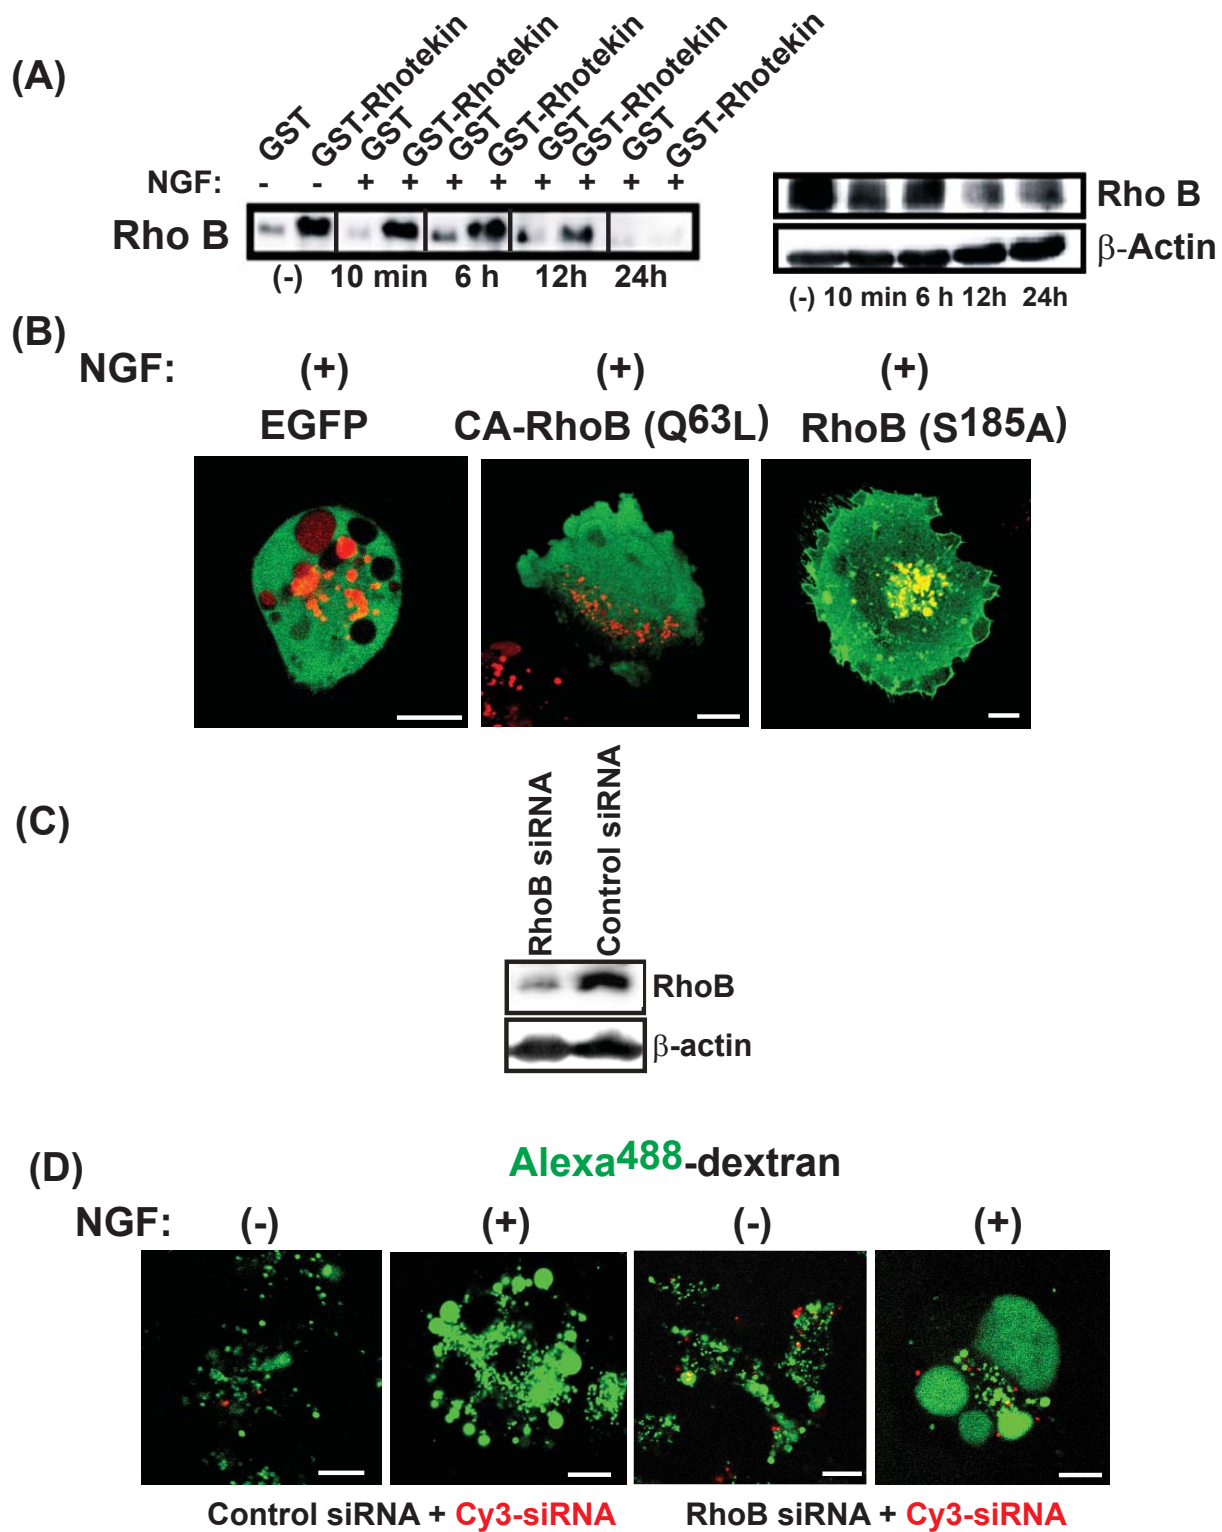 (A)
GST
GST-Rhotekin
GST
GST-Rhotekin
GST
GST-Rhotekin
GST
GST-Rhotekin
GST
GST-Rhotekin
NGF: - - + + + + + + + +
Rho B
(-) 10 min 6 h 12h 24h
Rho B
β-Actin
(-) 10 min 6 h 12h 24h
(B)
NGF: (+) (+) (+)
EGFP CA-RhoB (Q63L) RhoB (S185A)
(C)
RhoB siRNA
Control siRNA
RhoB
β-actin
(D)
Alexa488-dextran
NGF: (-) (+) (-) (+)
Control siRNA + Cy3-siRNA RhoB siRNA + Cy3-siRNA